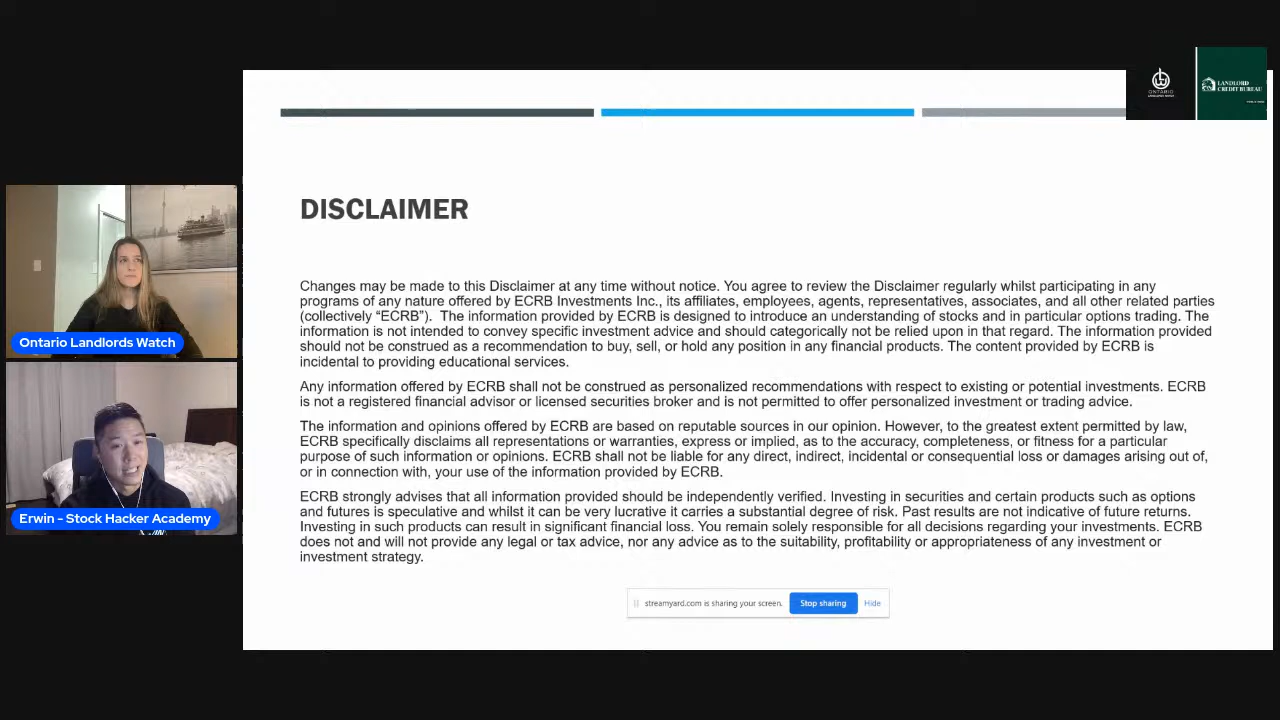 ONTARIO
LANDLORD
CREDIT BUREAU
DISCLAIMER
Changes may be made to this Disclaimer at any time without notice. You agree to review the Disclaimer regularly whilst participating in any
programs of any nature offered by ECRB Investments Inc., its affiliates, employees, agents, representatives, associates, and all other related parties
(collectively “ECRB”).  The information provided by ECRB is designed to introduce an understanding of stocks and in particular options trading. The
information is not intended to convey specific investment advice and should categorically not be relied upon in that regard. The information provided
should not be construed as a recommendation to buy, sell, or hold any position in any financial products. The content provided by ECRB is
incidental to providing educational services.
Any information offered by ECRB shall not be construed as personalized recommendations with respect to existing or potential investments. ECRB
is not a registered financial advisor or licensed securities broker and is not permitted to offer personalized investment or trading advice.
The information and opinions offered by ECRB are based on reputable sources in our opinion. However, to the greatest extent permitted by law,
ECRB specifically disclaims all representations or warranties, express or implied, as to the accuracy, completeness, or fitness for a particular
purpose of such information or opinions. ECRB shall not be liable for any direct, indirect, incidental or consequential loss or damages arising out of,
or in connection with, your use of the information provided by ECRB.
ECRB strongly advises that all information provided should be independently verified. Investing in securities and certain products such as options
and futures is speculative and whilst it can be very lucrative it carries a substantial degree of risk. Past results are not indicative of future returns.
Investing in such products can result in significant financial loss. You remain solely responsible for all decisions regarding your investments. ECRB
does not and will not provide any legal or tax advice, nor any advice as to the suitability, profitability or appropriateness of any investment or
investment strategy.
streamyard.com is sharing your screen.
Stop sharing
Hide
Ontario Landlords Watch
Erwin - Stock Hacker Academy